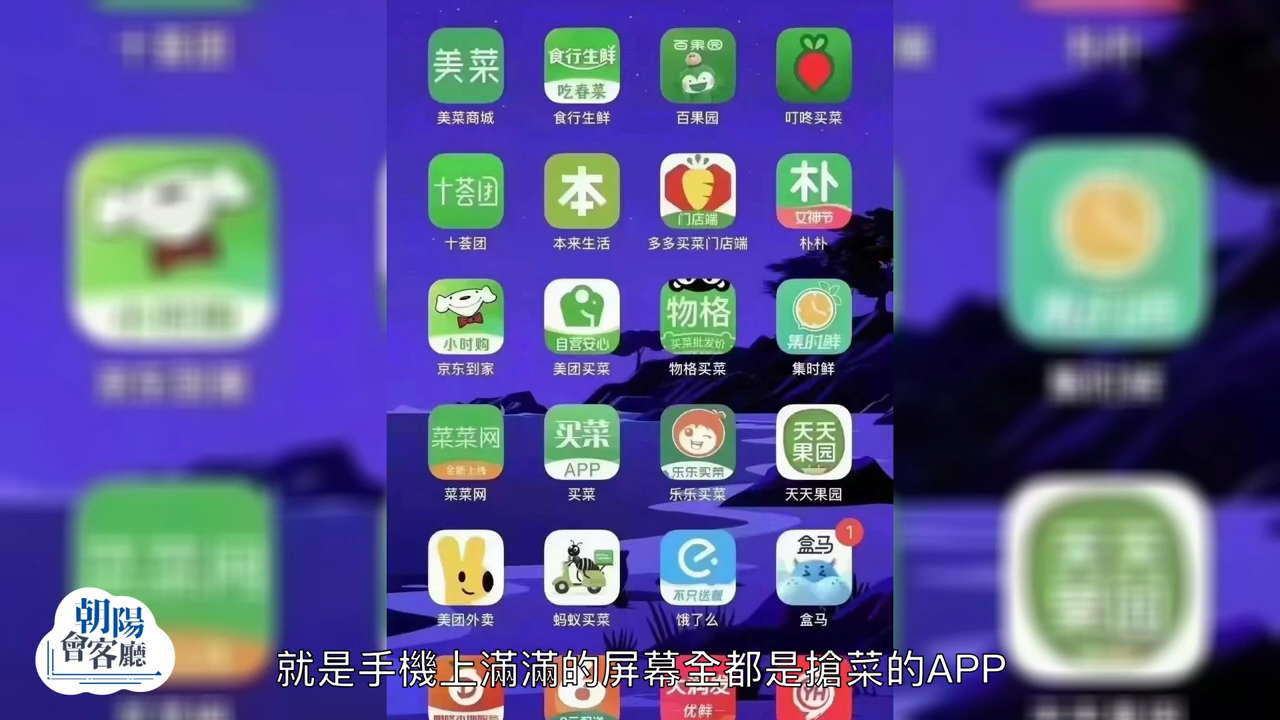 美菜
食行生鲜
吃春菜
百果园
美菜商城
食行生鲜
百果园
叮咚买菜
十荟团
本
门店端
朴
女神节
十荟团
本来生活
多多买菜门店端
朴朴
小时购
自营安心
物格
买菜批发价
集时鲜
京东到家
美团买菜
物格买菜
集时鲜
菜菜网
全新上线
买菜
APP
乐乐买菜
天天
果园
菜菜网
买菜
乐乐买菜
天天果园
不只送餐
盒马
1
美团外卖
蚂蚁买菜
饿了么
盒马
朝陽
會客廳
就是手機上滿滿的屏幕全都是搶菜的APP
大润发
优鲜
YH